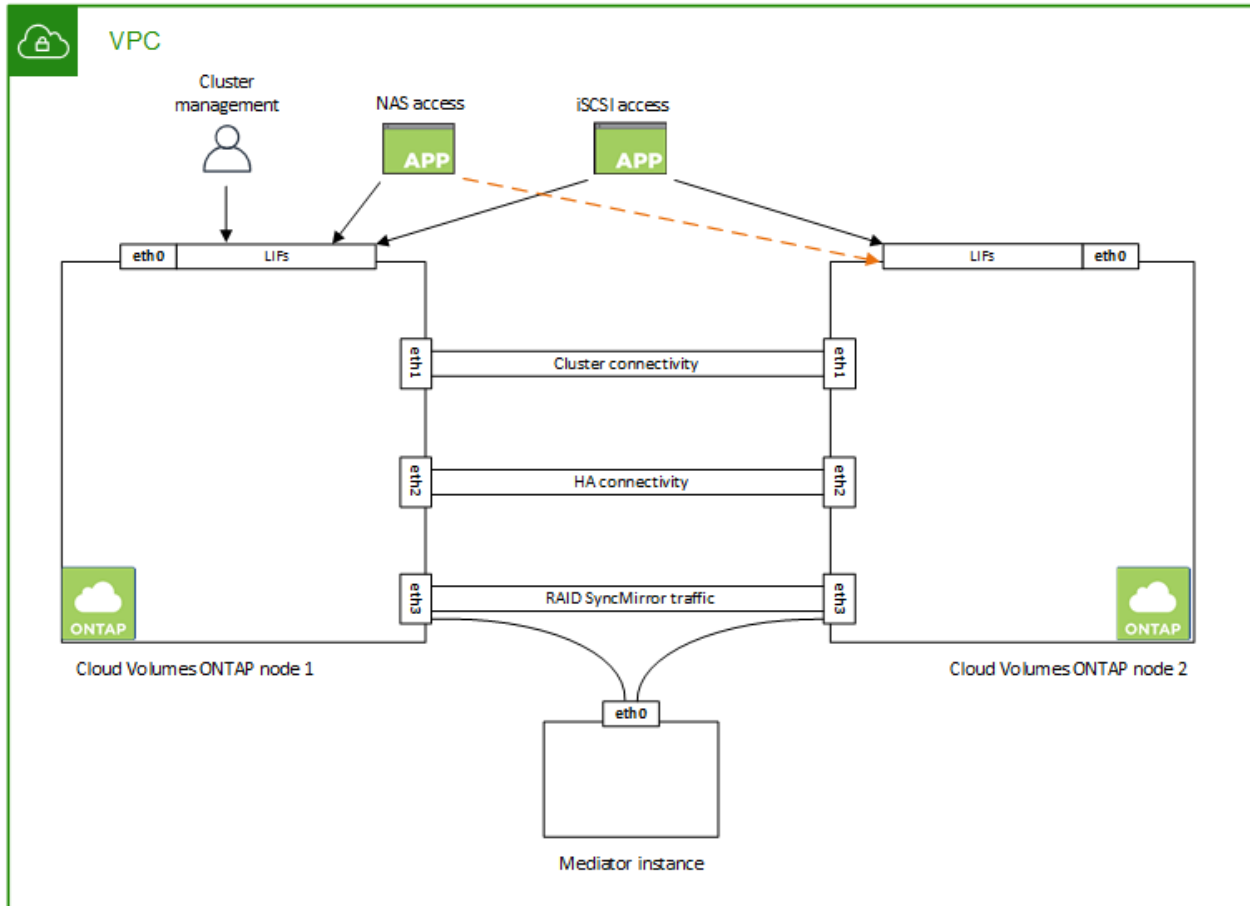 VPC
Cluster
management
NAS access
iSCSI access
APP
APP
eth0
LIFs
LIFs
eth0
eth1
Cluster connectivity
eth1
eth2
HA connectivity
eth2
eth3
RAID SyncMirror traffic
eth3
ONTAP
ONTAP
Cloud Volumes ONTAP node 1
Cloud Volumes ONTAP node 2
eth0
Mediator instance